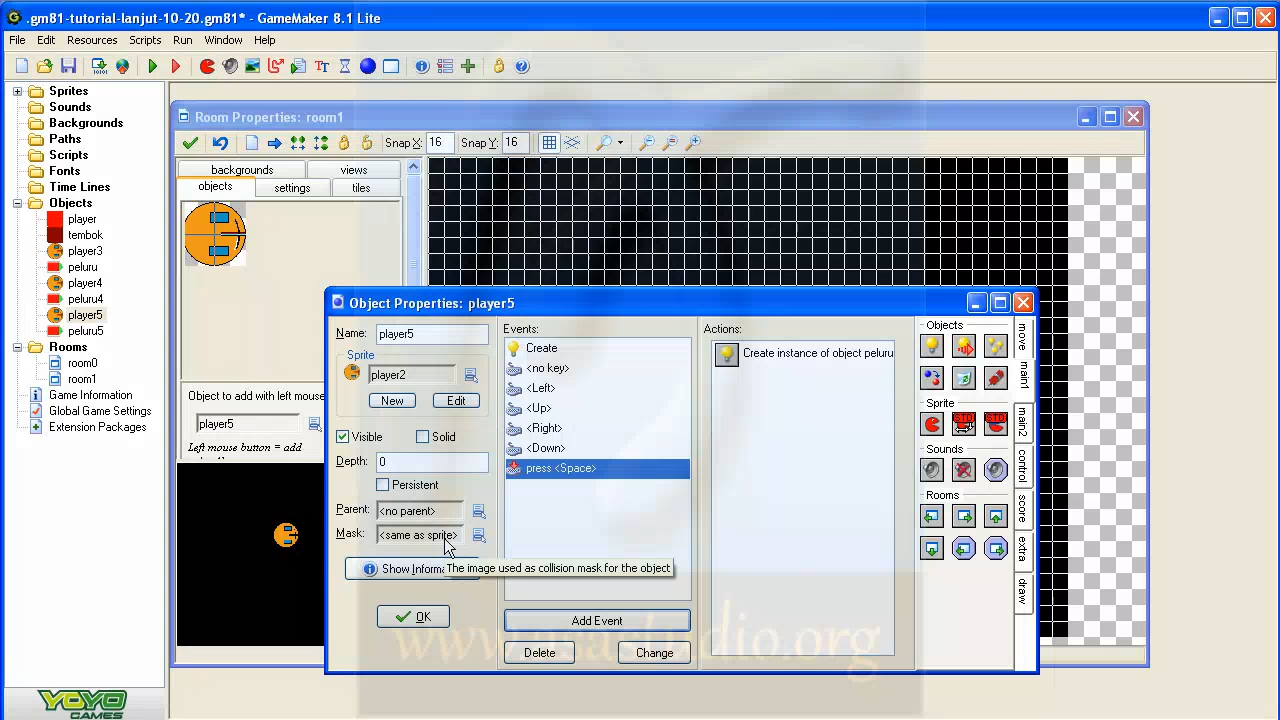 .gm81-tutorial-lanjut-10-20.gm81* - GameMaker 8.1 Lite
File Edit Resources Scripts Run Window Help
Sprites
Sounds
Backgrounds
Paths
Scripts
Fonts
Time Lines
Objects
player
tembok
player3
peluru
player4
peluru4
player5
peluru5
Rooms
room0
room1
Game Information
Global Game Settings
Extension Packages
YOYO
GAMES
Room Properties: room1
Snap X: 16 Snap Y: 16
backgrounds views
objects settings tiles
Object to add with left mouse
player5
Left mouse button = add
Object Properties: player5
Name: player5
Sprite
player2
New Edit
Visible Solid
Depth: 0
Persistent
Parent: <no parent>
Mask: <same as sprite>
Show Informa
The image used as collision mask for the object
OK
Events:
Create
<no key>
<Left>
<Up>
<Right>
<Down>
press <Space>
Add Event
Delete Change
Actions:
eate instance of object peluru
Objects
Sprite
Sounds
Rooms
move
main1
main2
control
score
extra
draw